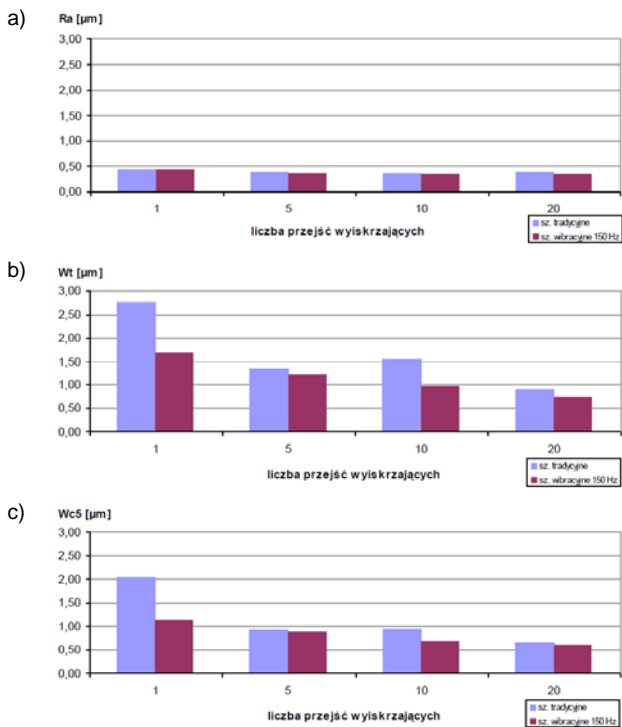 a)
Ra [µm]
3,00
2,50
2,00
1,50
1,00
0,50
0,00
1 5 10 20
liczba przejść wyiskrzających
sz. tradycyjne
sz. wibracyjne 150 Hz
b)
Wt [µm]
3,00
2,50
2,00
1,50
1,00
0,50
0,00
1 5 10 20
liczba przejść wyiskrzających
sz. tradycyjne
sz. wibracyjne 150 Hz
c)
Wc5 [µm]
3,00
2,50
2,00
1,50
1,00
0,50
0,00
1 5 10 20
liczba przejść wyiskrzających
sz. tradycyjne
sz. wibracyjne 150 Hz